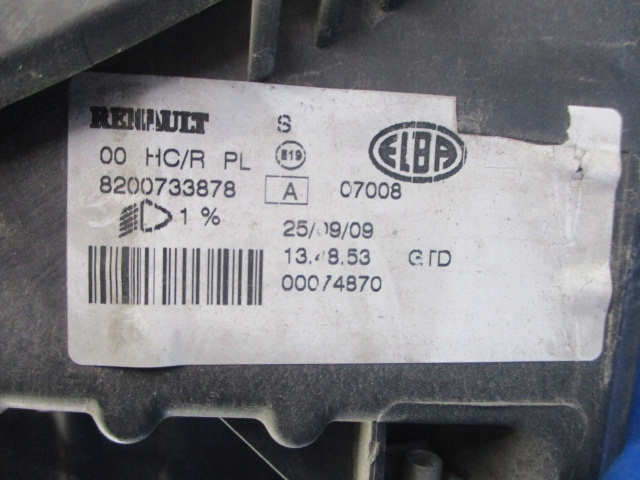 RENAULT S
00 HC/R PL E19 ELBA
8200733878 A 07008
1 %
25/09/09
13.48.53 GTD
00074870